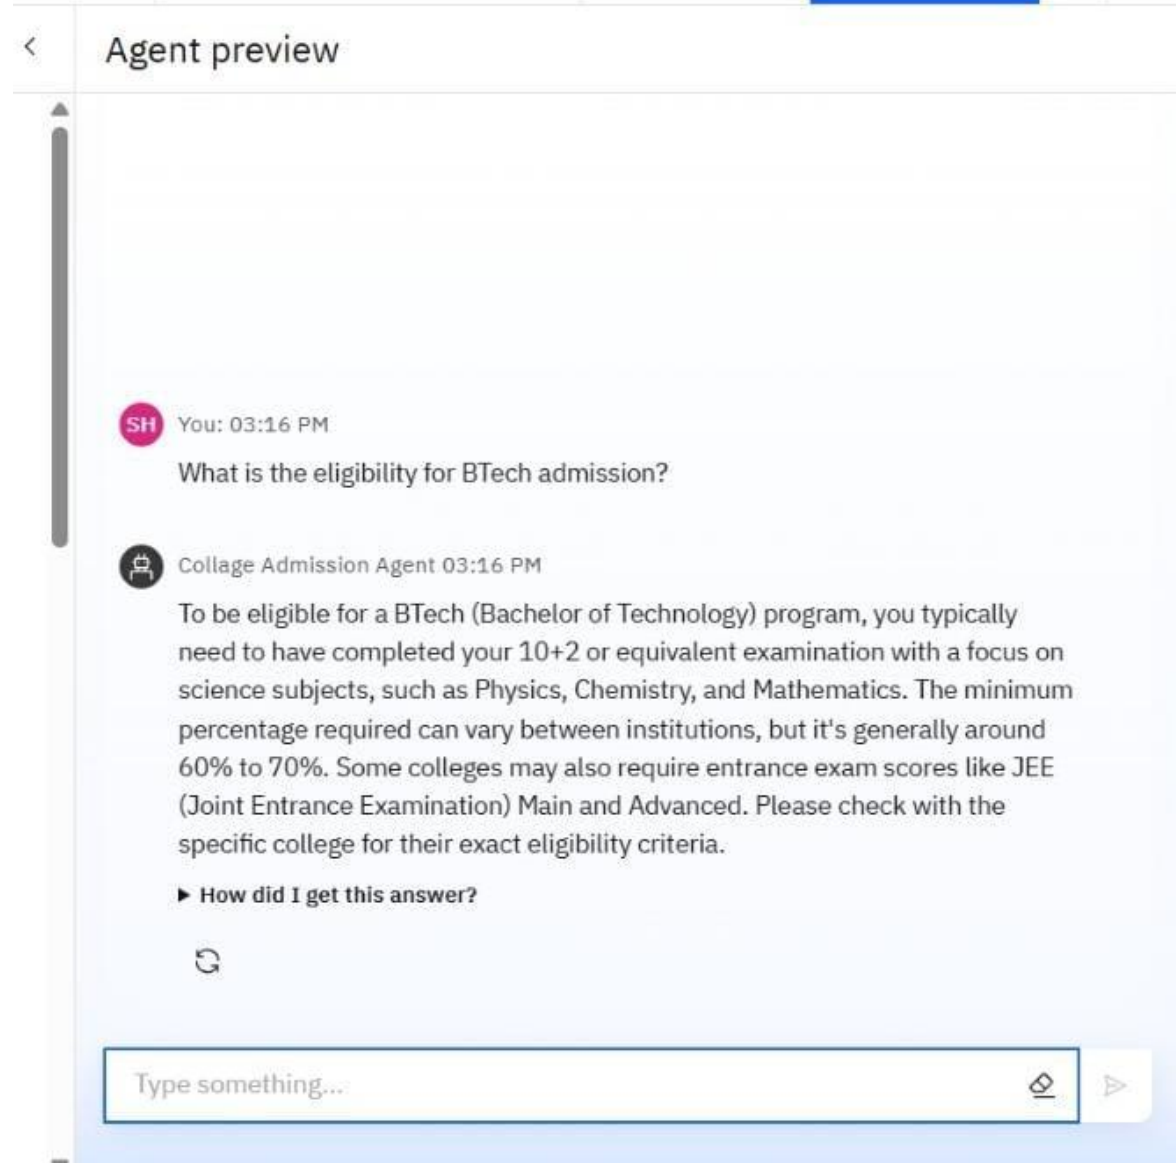 Agent preview
SH You: 03:16 PM
What is the eligibility for BTech admission?
Collage Admission Agent 03:16 PM
To be eligible for a BTech (Bachelor of Technology) program, you typically
need to have completed your 10+2 or equivalent examination with a focus on
science subjects, such as Physics, Chemistry, and Mathematics. The minimum
percentage required can vary between institutions, but it's generally around
60% to 70%. Some colleges may also require entrance exam scores like JEE
(Joint Entrance Examination) Main and Advanced. Please check with the
specific college for their exact eligibility criteria.
How did I get this answer?
Type something...